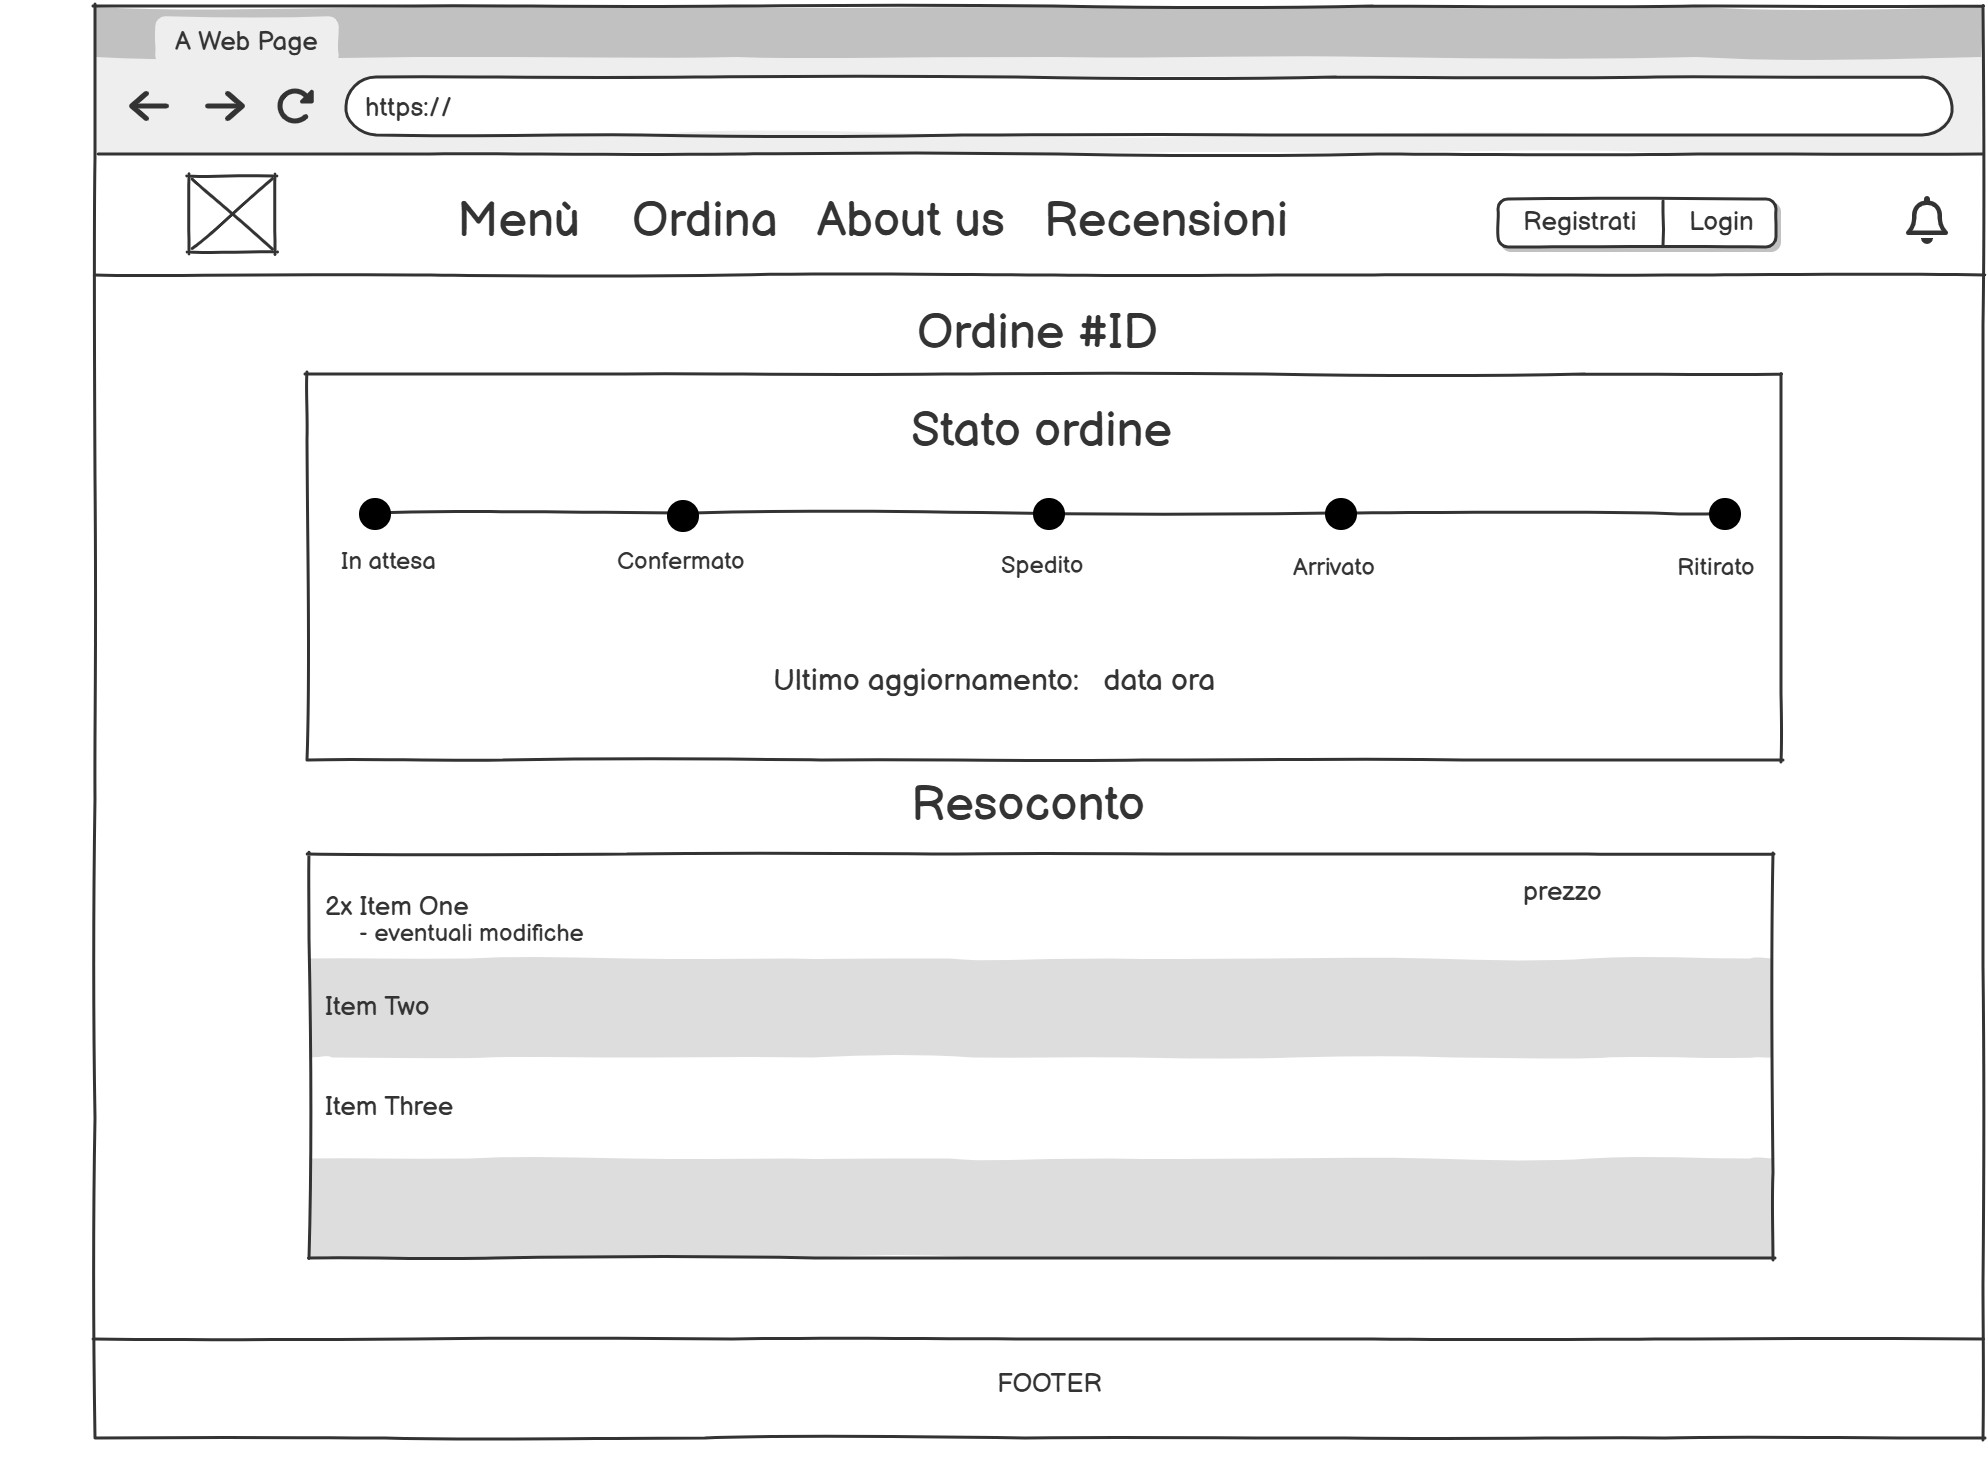 A Web Page
https://
Menù Ordina About us Recensioni Registrati Login
Ordine #ID
Stato ordine
In attesa Confermato Spedito Arrivato Ritirato
Ultimo aggiornamento: data ora
Resoconto
2x Item One prezzo
- eventuali modifiche
Item Two
Item Three
FOOTER